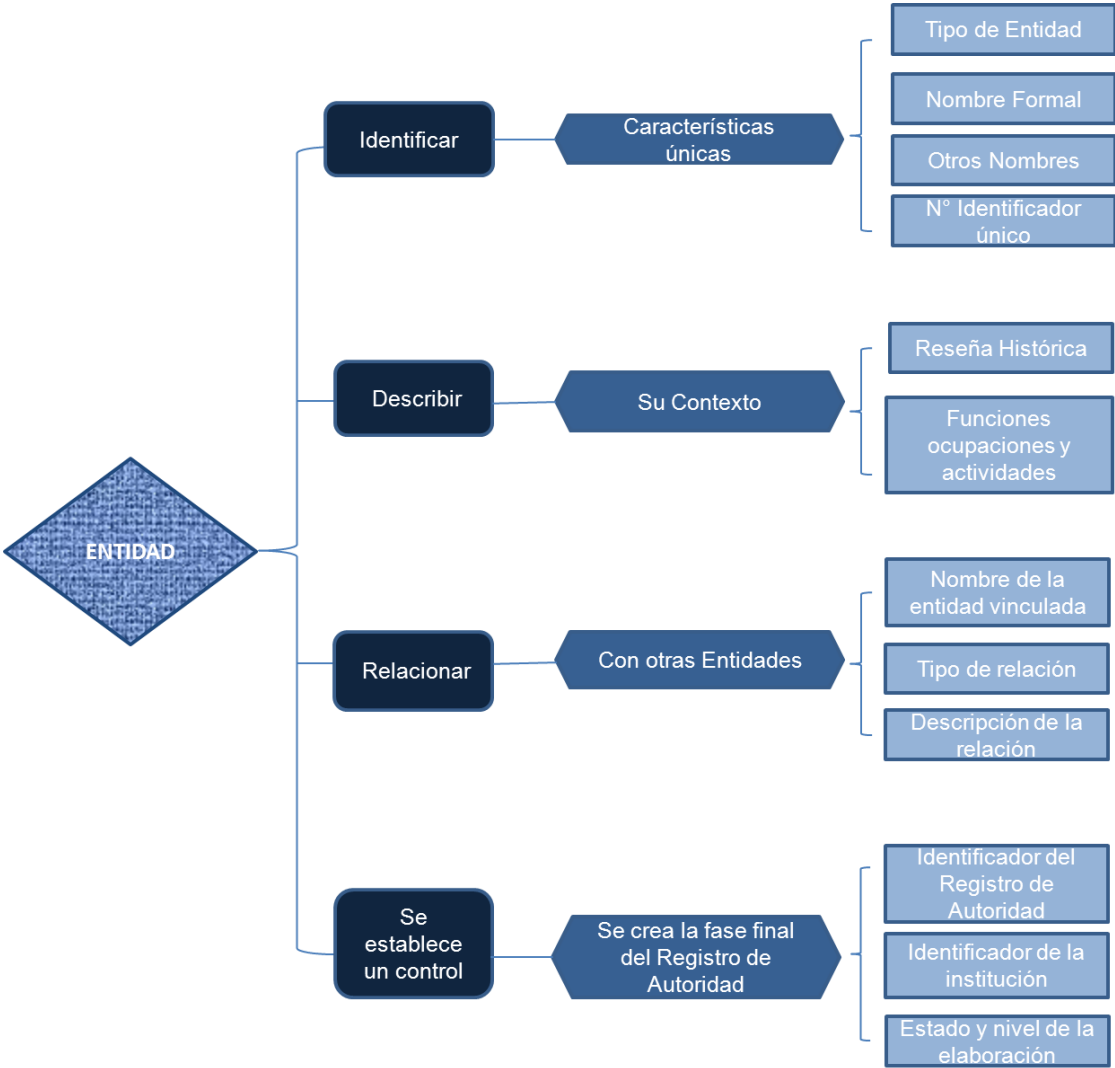 ENTIDAD
Identificar
Características
únicas
Tipo de Entidad
Nombre Formal
Otros Nombres
N° Identificador
único
Describir
Su Contexto
Reseña Histórica
Funciones
ocupaciones y
actividades
Relacionar
Con otras Entidades
Nombre de la
entidad vinculada
Tipo de relación
Descripción de la
relación
Se
establece
un control
Se crea la fase final
del Registro de
Autoridad
Identificador del
Registro de
Autoridad
Identificador de la
institución
Estado y nivel de la
elaboración